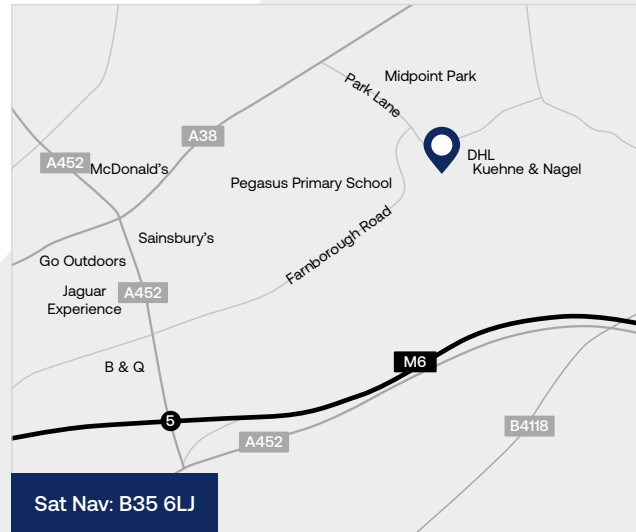 Midpoint Park
Park Lane
A38
DHL
Kuehne & Nagel
A452
McDonald's
Pegasus Primary School
Farnborough Road
Sainsbury's
Go Outdoors
Jaguar
Experience
A452
B & Q
M6
5
A452
B4118
Sat Nav: B35 6LJ